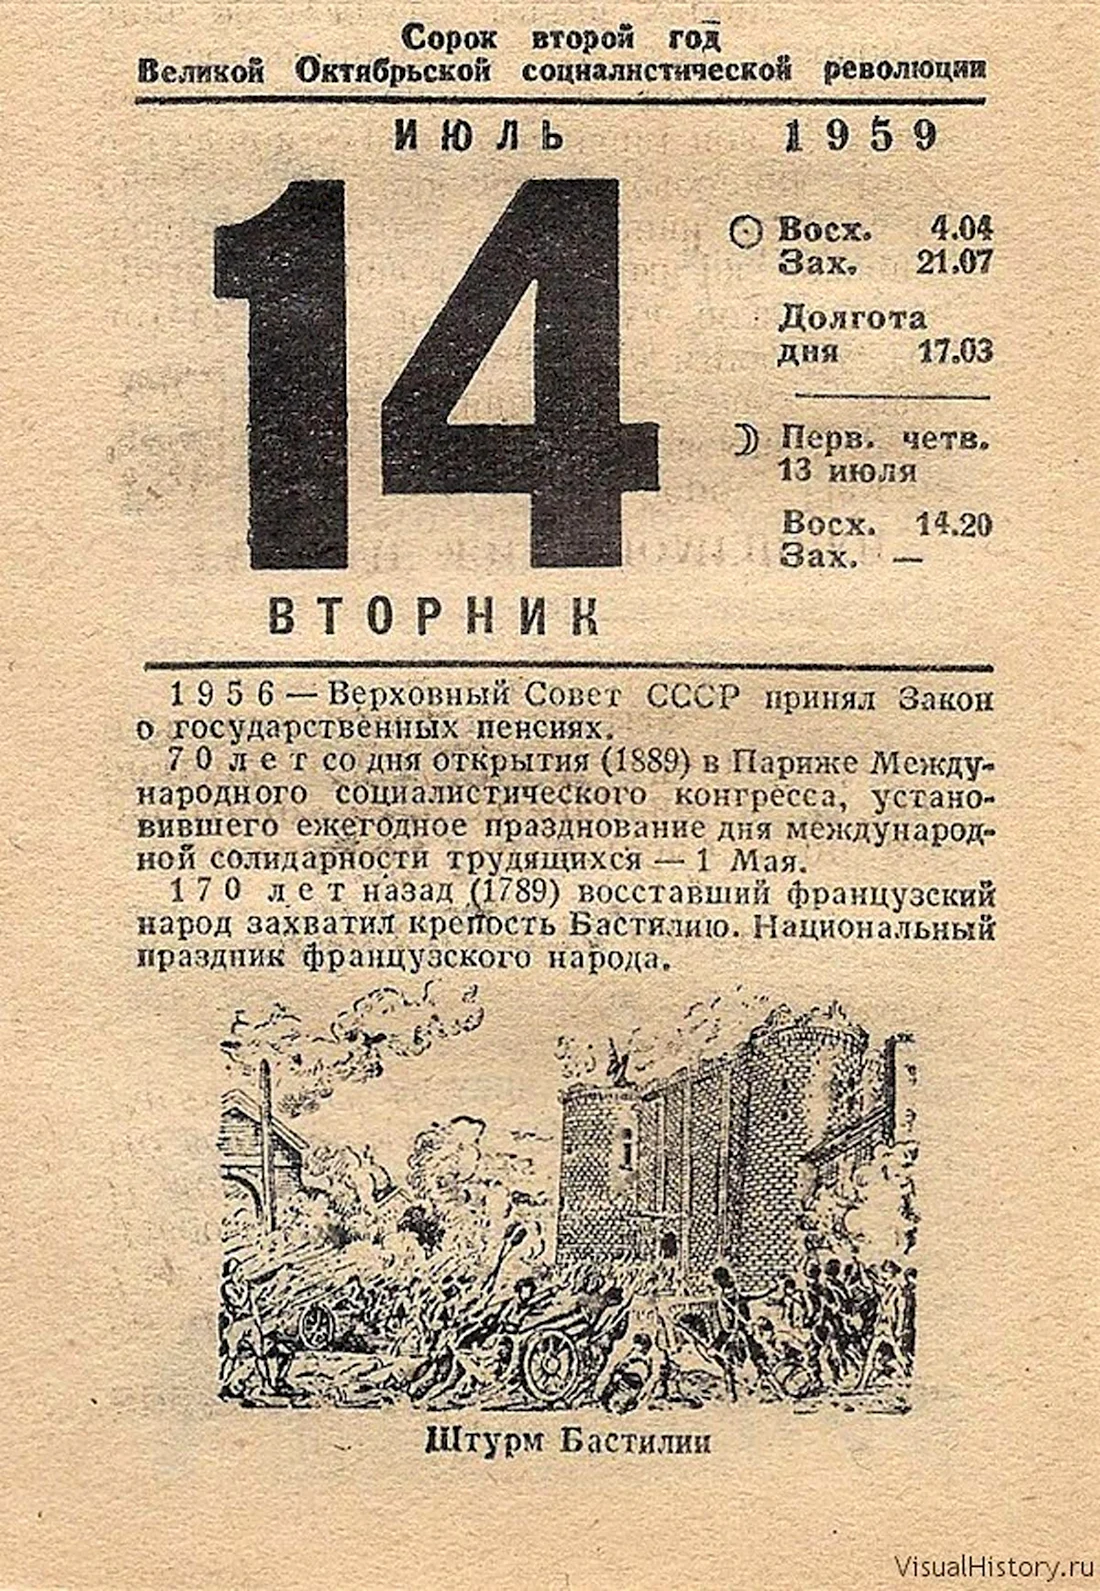 Сорок второй год
Великой Октябрьской социалистической революции
ИЮЛЬ 1959
14
Восх. 4.04
Зах. 21.07
Долгота
дня 17.03
Перв. четв.
13 июля
Восх. 14.20
Зах. —
ВТОРНИК
1956 — Верховный Совет СССР принял Закон
о государственных пенсиях.
70 лет со дня открытия (1889) в Париже Между-
народного социалистического конгресса, устано-
вившего ежегодное празднование дня международ-
ной солидарности трудящихся — 1 Мая.
170 лет назад (1789) восставший французский
народ захватил крепость Бастилию. Национальный
праздник французского народа.
Штурм Бастилии
VisualHistory.ru